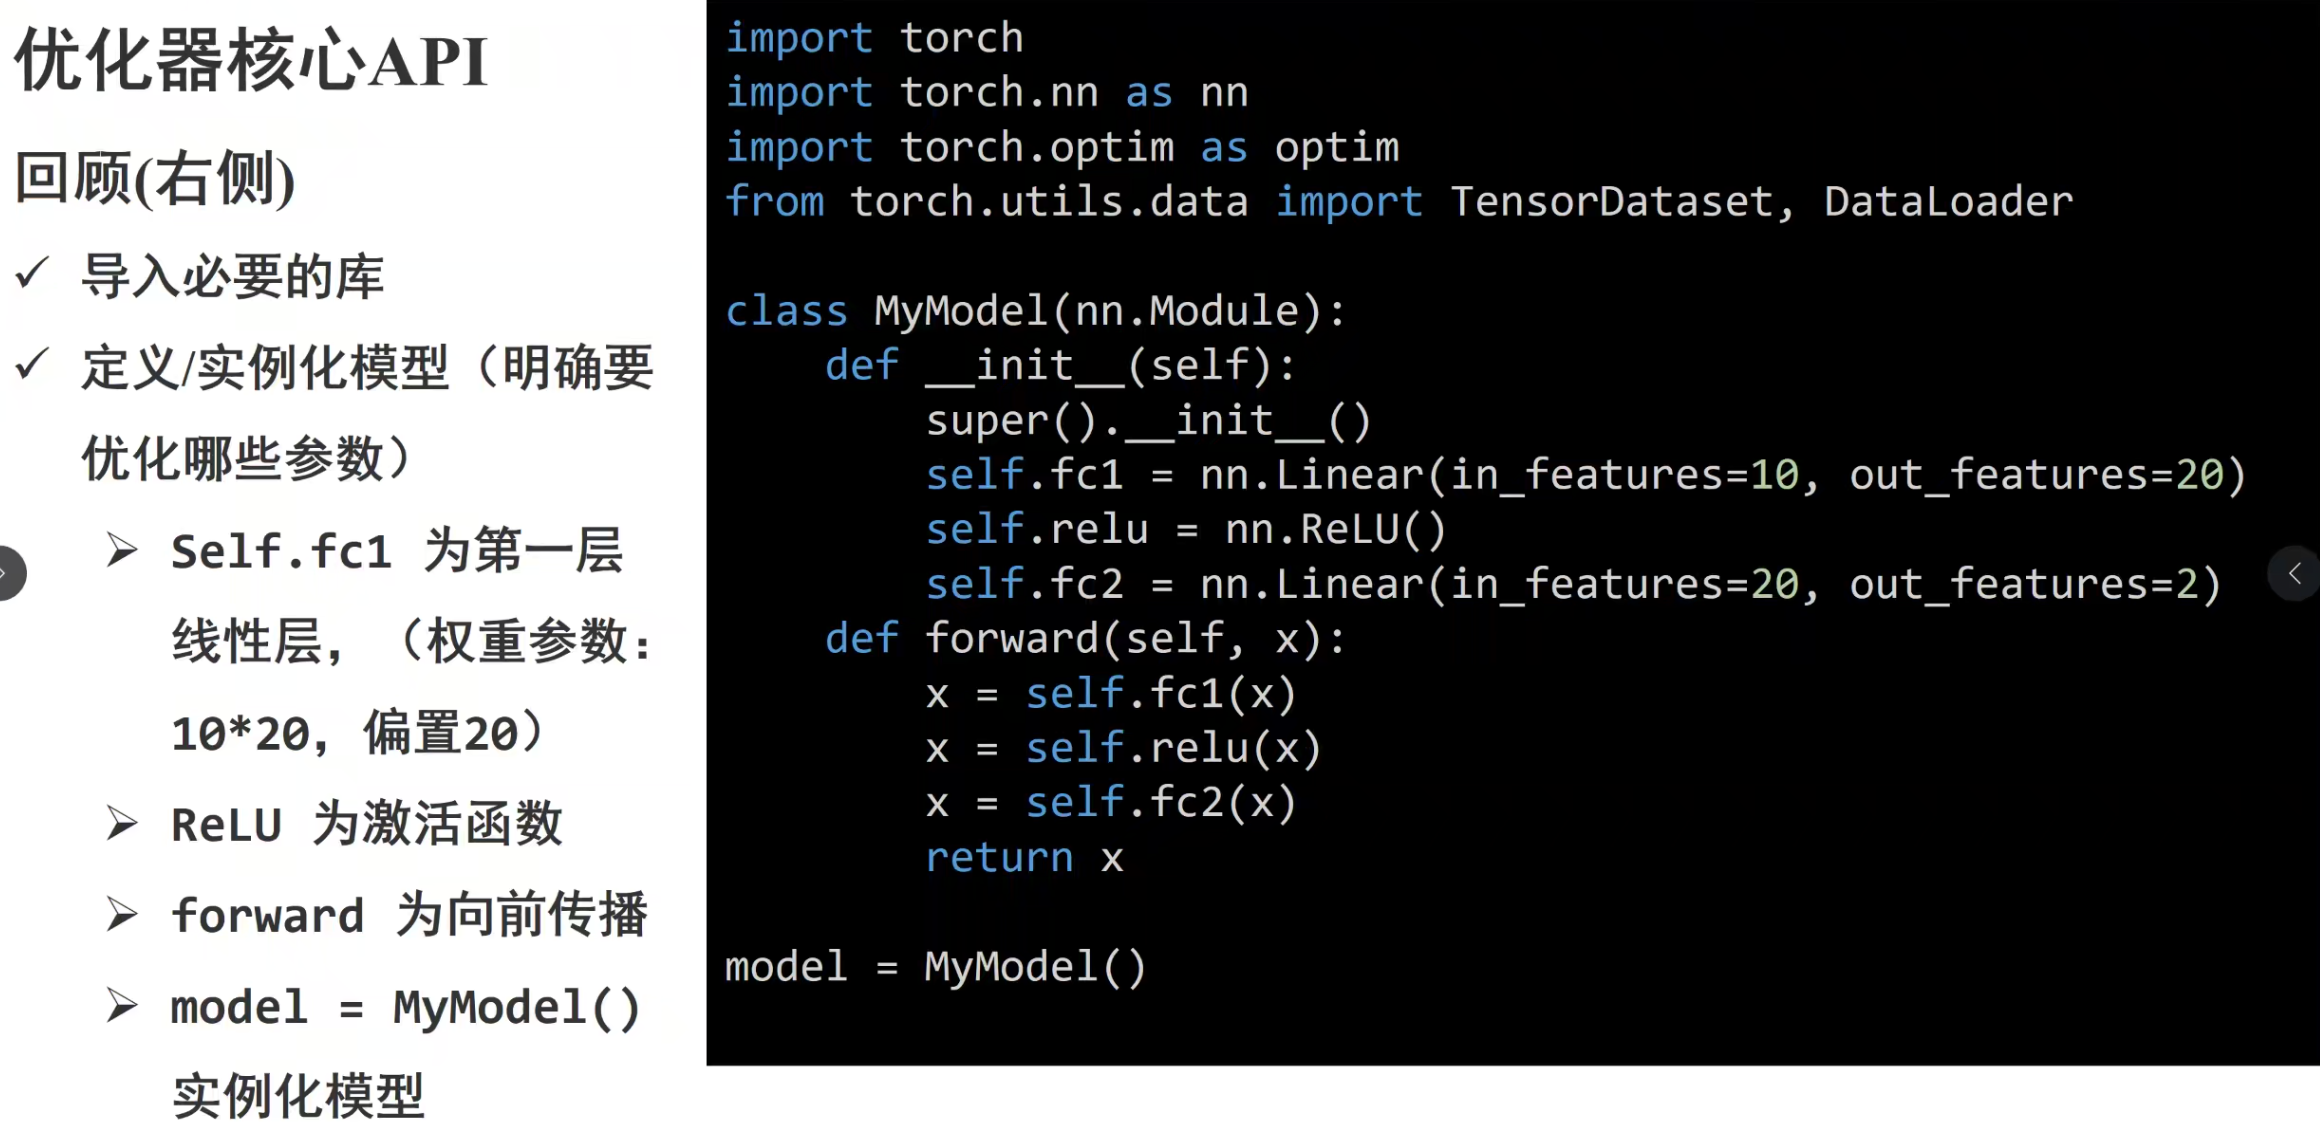 优化器核心API
回顾(右侧)
✓ 导入必要的库
✓ 定义/实例化模型（明确要
优化哪些参数）
➢ Self.fc1 为第一层
线性层，（权重参数：
10*20，偏置20）
➢ ReLU 为激活函数
➢ forward 为向前传播
➢ model = MyModel()
实例化模型
import torch
import torch.nn as nn
import torch.optim as optim
from torch.utils.data import TensorDataset, DataLoader

class MyModel(nn.Module):
    def __init__(self):
        super().__init__()
        self.fc1 = nn.Linear(in_features=10, out_features=20)
        self.relu = nn.ReLU()
        self.fc2 = nn.Linear(in_features=20, out_features=2)
    def forward(self, x):
        x = self.fc1(x)
        x = self.relu(x)
        x = self.fc2(x)
        return x

model = MyModel()